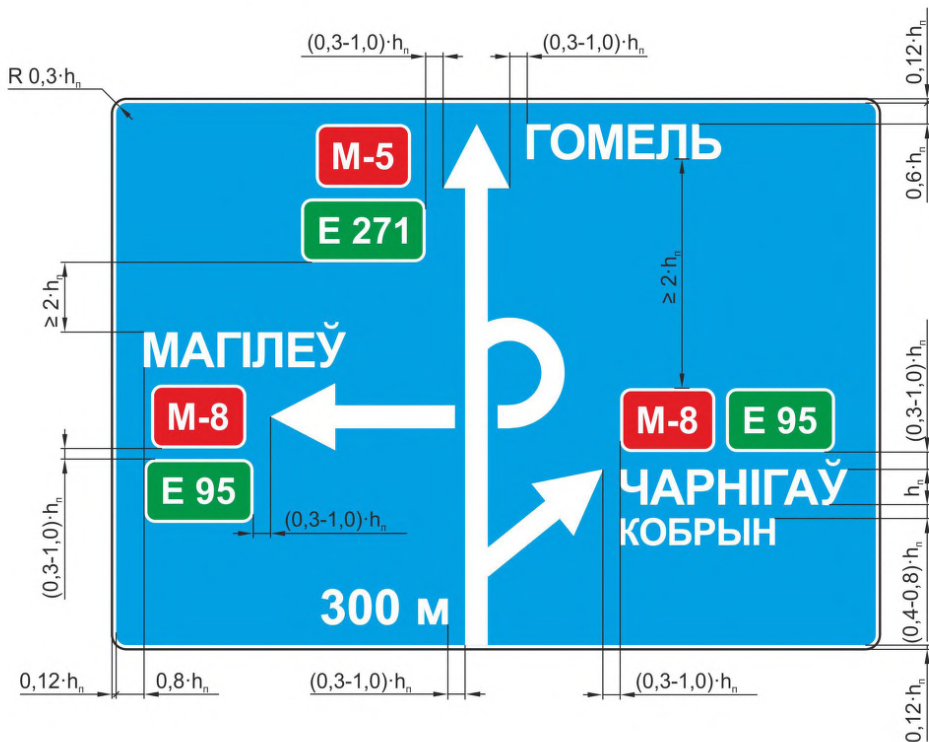 (0,3-1,0)·hп
(0,3-1,0)·hп
0,12·hп
R 0,3·hп
М-5
ГОМЕЛЬ
0,6·hп
Е 271
≥ 2·hп
≥ 2·hп
МАГІЛЕЎ
М-8
М-8
Е 95
(0,3-1,0)·hп
Е 95
ЧАРНІГАЎ
hп
(0,3-1,0)·hп
(0,3-1,0)·hп
КОБРЫН
300 м
(0,4-0,8)·hп
0,12·hп
0,8·hп
(0,3-1,0)·hп
(0,3-1,0)·hп
0,12·hп